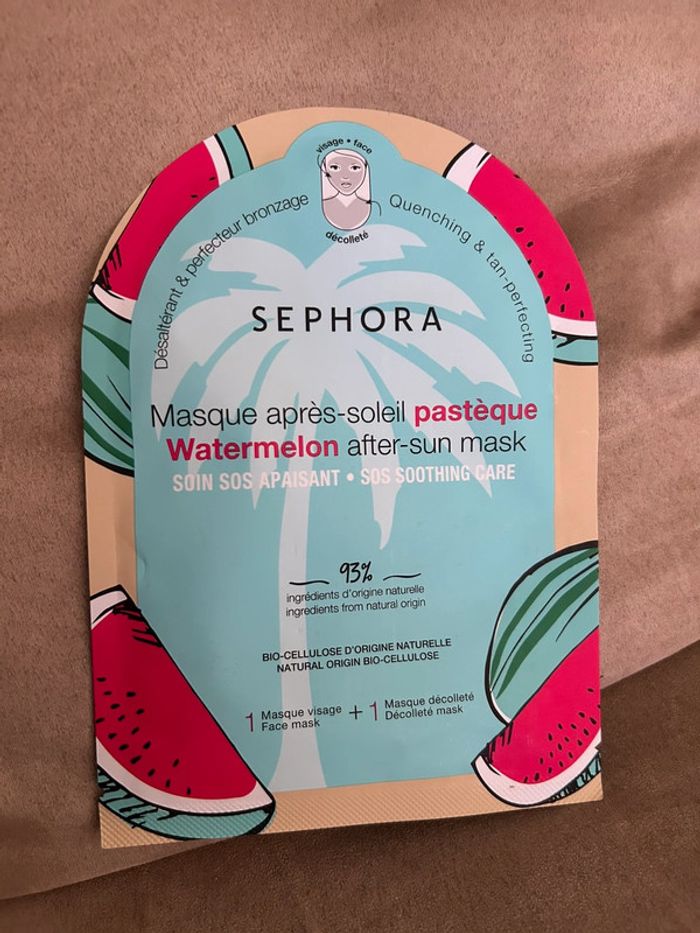 visage • face
décolleté
Désaltérant & perfecteur bronzage
Quenching & tan-perfecting
SEPHORA
Masque après-soleil pastèque
Watermelon after-sun mask
SOIN SOS APAISANT • SOS SOOTHING CARE
93%
ingrédients d'origine naturelle
ingredients from natural origin
BIO-CELLULOSE D'ORIGINE NATURELLE
NATURAL ORIGIN BIO-CELLULOSE
1 Masque visage
Face mask
+ 1 Masque décolleté
Décolleté mask